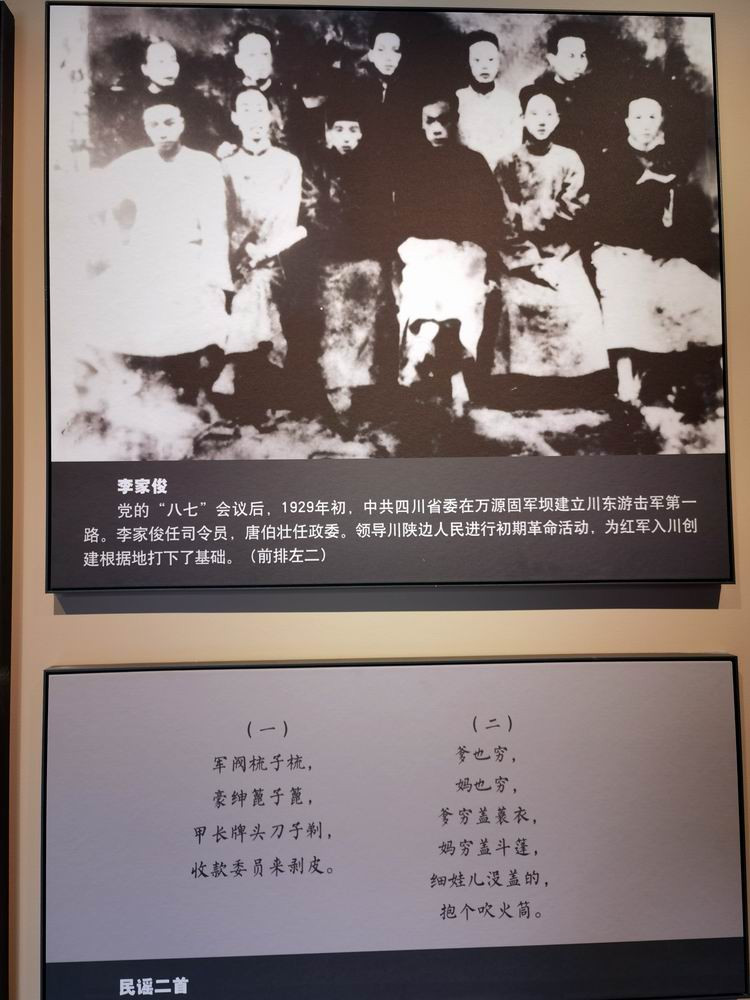 李家俊
党的“八七”会议后，1929年初，中共四川省委在万源固军坝建立川东游击军第一
路。李家俊任司令员，唐伯壮任政委。领导川陕边人民进行初期革命活动，为红军入川创
建根据地打下了基础。（前排左二）
（一）
军阀梳子梳，
豪绅篦子篦，
甲长牌头刀子剃，
收款委员来剥皮。
（二）
爹也穷，
妈也穷，
爹穷盖蓑衣，
妈穷盖斗蓬，
细娃儿没盖的，
抱个吹火筒。
民谣二首